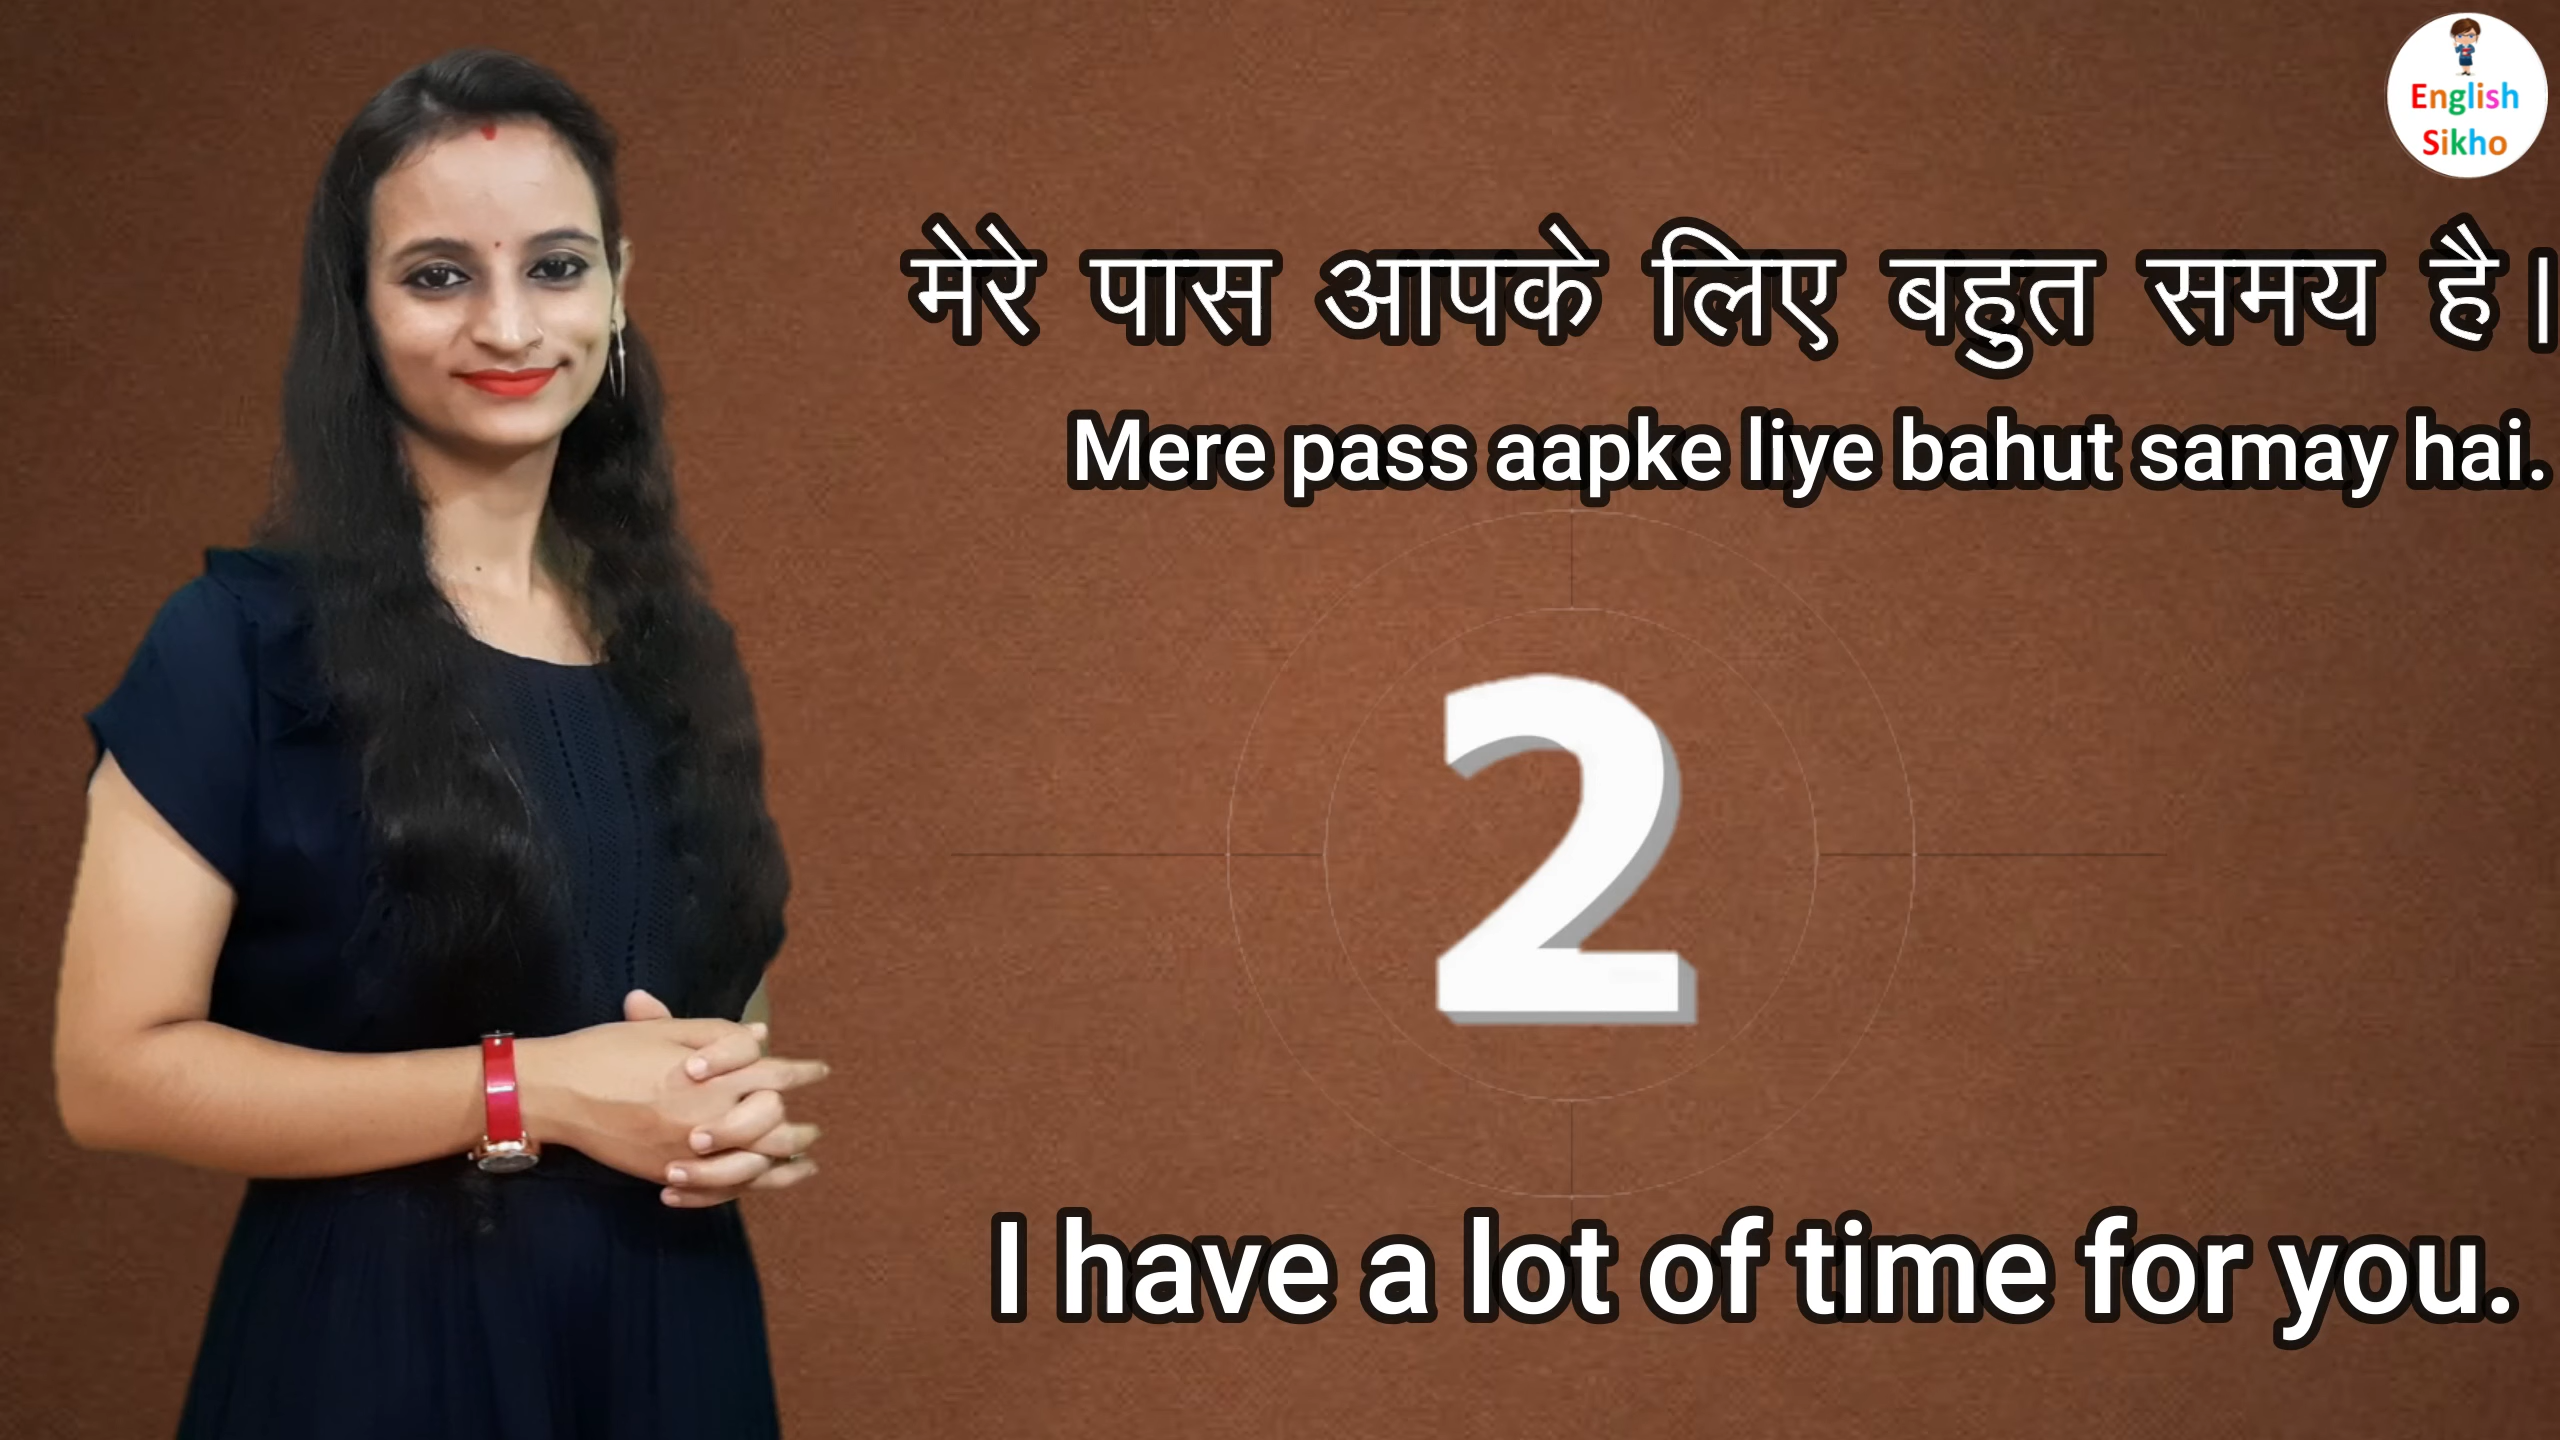 English
Sikho
मेरे पास आपके लिए बहुत समय है।
Mere pass aapke liye bahut samay hai.
2
I have a lot of time for you.